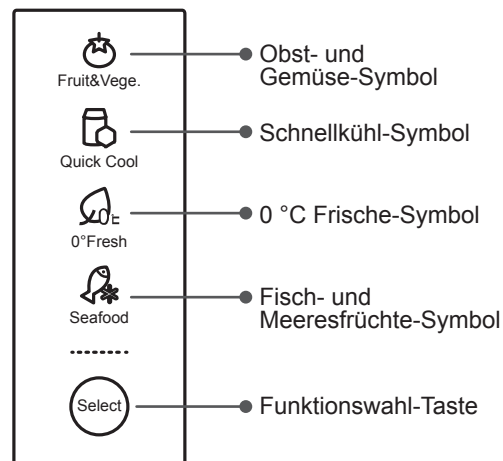 Fruit&Vege.
Obst- und
Gemüse-Symbol
Quick Cool
Schnellkühl-Symbol
0°Fresh
0 °C Frische-Symbol
Seafood
Fisch- und
Meeresfrüchte-Symbol
Select
Funktionswahl-Taste